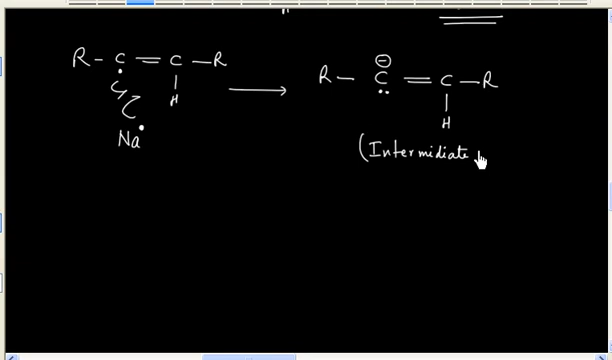 R - C = C - R
H
Na
R - C = C - R
H
(Intermidiate